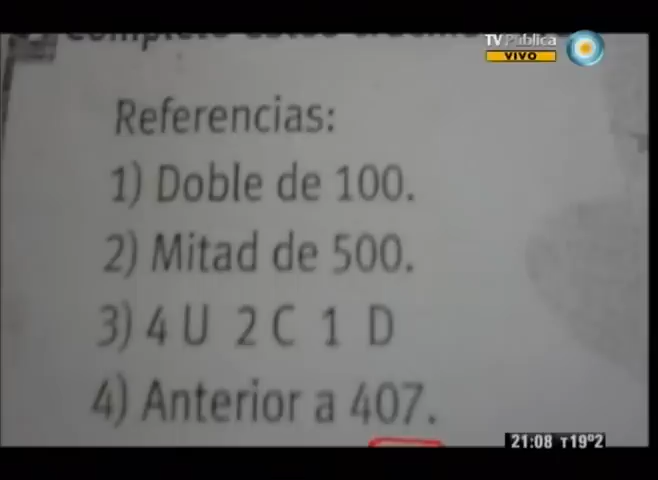 TV Pública
VIVO
Referencias:
1) Doble de 100.
2) Mitad de 500.
3) 4 U 2 C 1 D
4) Anterior a 407.
21:08 T19º2